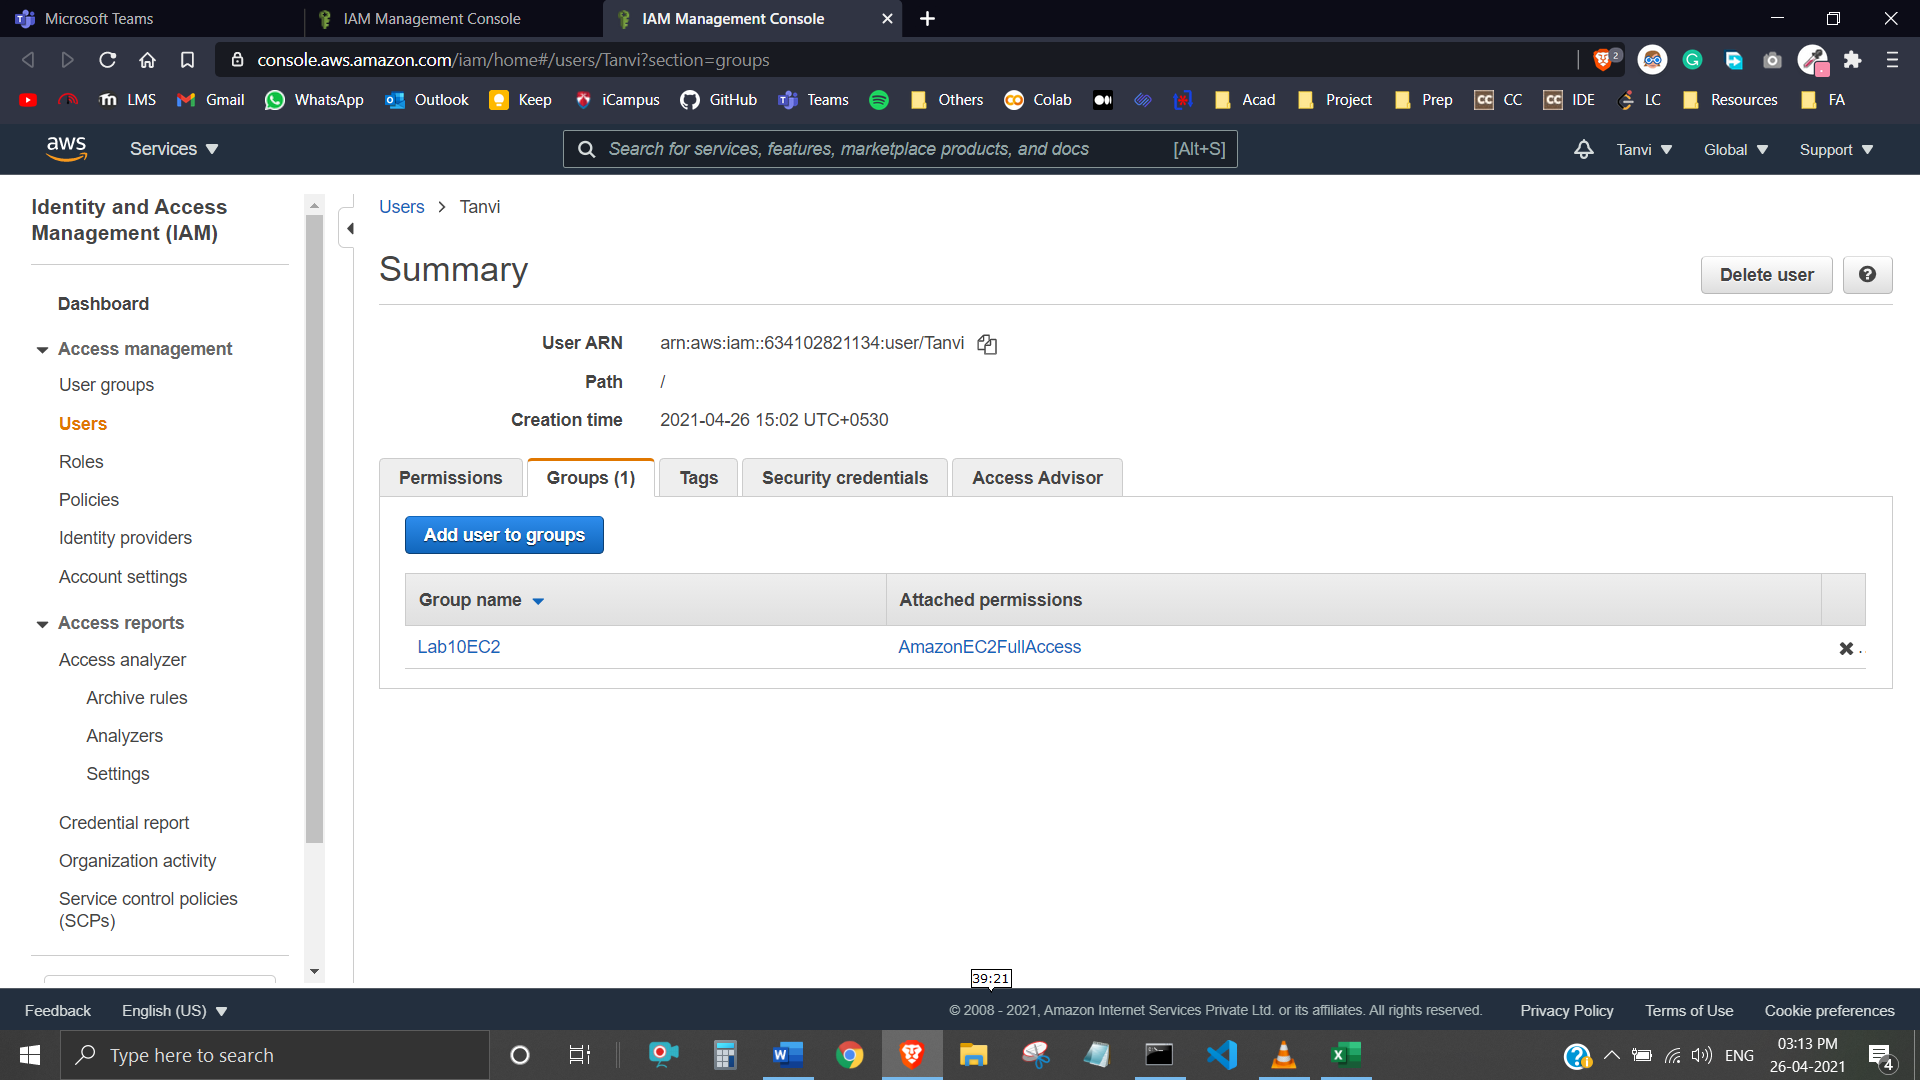 Microsoft Teams
IAM Management Console
IAM Management Console
console.aws.amazon.com/iam/home#/users/Tanvi?section=groups
2
LMS
Gmail
WhatsApp
Outlook
Keep
iCampus
GitHub
Teams
Others
Colab
Acad
Project
Prep
CC CC
CC IDE
LC
Resources
FA
aws
Services
Search for services, features, marketplace products, and docs
[Alt+S]
Tanvi
Global
Support
Identity and Access
Management (IAM)
Dashboard
Access management
User groups
Users
Roles
Policies
Identity providers
Account settings
Access reports
Access analyzer
Archive rules
Analyzers
Settings
Credential report
Organization activity
Service control policies
(SCPs)
Users > Tanvi
Summary
Delete user
User ARN arn:aws:iam::634102821134:user/Tanvi
Path /
Creation time 2021-04-26 15:02 UTC+0530
Permissions
Groups (1)
Tags
Security credentials
Access Advisor
Add user to groups
Group name
Attached permissions
Lab10EC2
AmazonEC2FullAccess
39:21
Feedback
English (US)
© 2008 - 2021, Amazon Internet Services Private Ltd. or its affiliates. All rights reserved.
Privacy Policy
Terms of Use
Cookie preferences
Type here to search
ENG
03:13 PM
26-04-2021
4